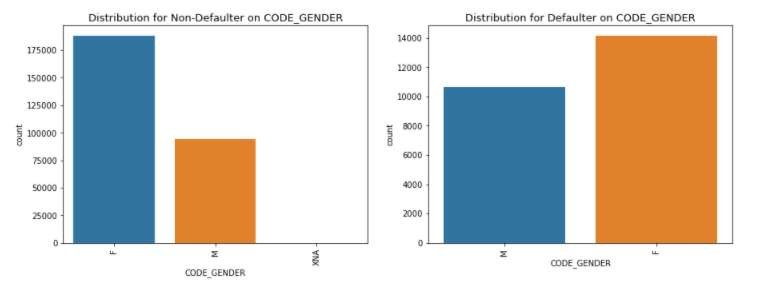 Distribution for Non-Defaulter on CODE_GENDER
175000
150000
125000
100000
75000
50000
25000
0
count
F
M
XNA
CODE_GENDER
Distribution for Defaulter on CODE_GENDER
14000
12000
10000
8000
6000
4000
2000
0
count
M
F
CODE_GENDER